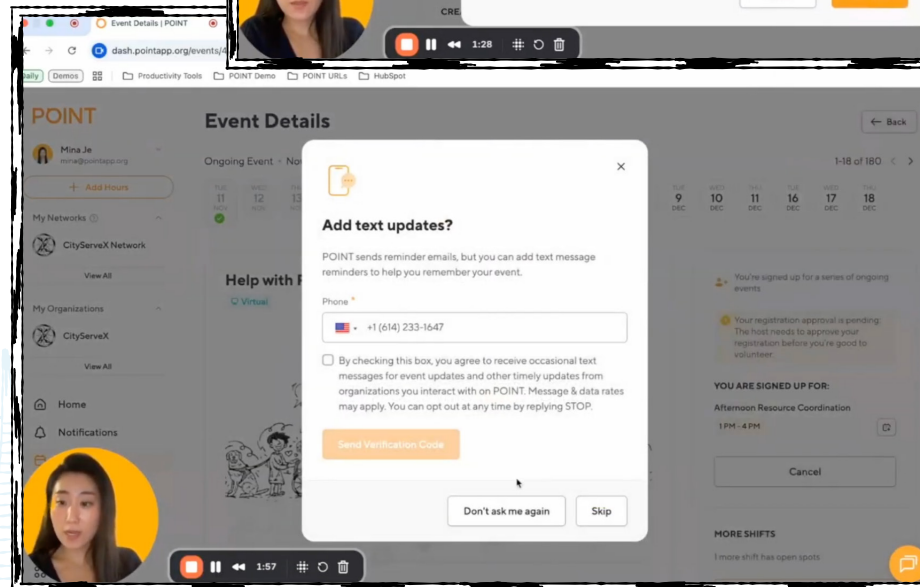 CRE
1:28
Event Details | POINT
dash.pointapp.org/events/4
Demos
Productivity Tools
POINT Demo
POINT URLs
HubSpot
POINT
Mina Je
mina@pointapp.org
+ Add Hours
My Networks
CityServeX Network
View All
My Organizations
CityServeX
View All
Home
Notifications
Event Details
← Back
Ongoing Event · No
1-18 of 180
TUE
11
NOV
WED
12
NOV
13
TUE
9
DEC
WED
10
DEC
THU
11
DEC
TUE
16
DEC
WED
17
DEC
THU
18
DEC
Help with
Virtual
Add text updates?
POINT sends reminder emails, but you can add text message
reminders to help you remember your event.
Phone *
+1 (614) 233-1647
By checking this box, you agree to receive occasional text
messages for event updates and other timely updates from
organizations you interact with on POINT. Message & data rates
may apply. You can opt out at any time by replying STOP.
Send Verification Code
Don't ask me again
Skip
You're signed up for a series of ongoing
events
Your registration approval is pending.
The host needs to approve your
registration before you're good to
volunteer.
YOU ARE SIGNED UP FOR:
Afternoon Resource Coordination
1 PM - 4 PM
Cancel
MORE SHIFTS
1 more shift has open spots
1:57